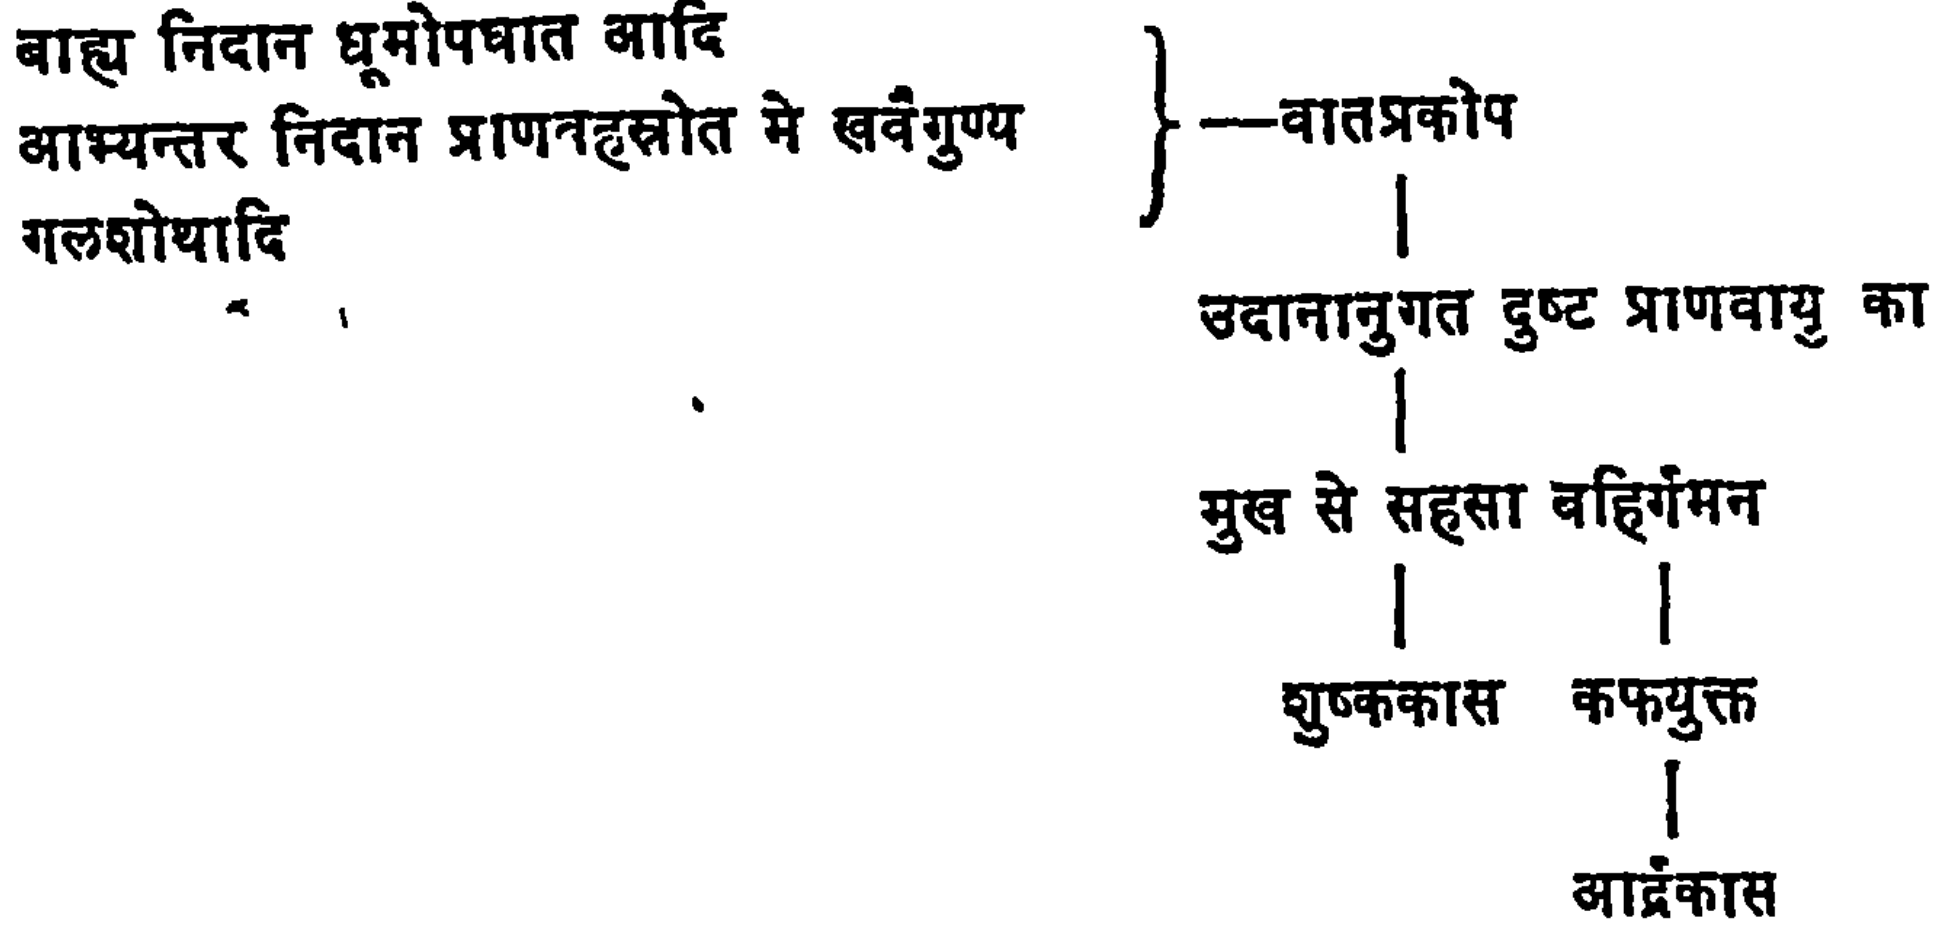 बाह्य निदान धूमोपघात आदि
आभ्यन्तर निदान प्राणवहस्रोत मे खवैगुण्य
गलशोथादि
—वातप्रकोप
उदानानुगत दुष्ट प्राणवायु का
मुख से सहसा वहिर्गमन
शुष्ककास कफयुक्त
आर्द्रकास